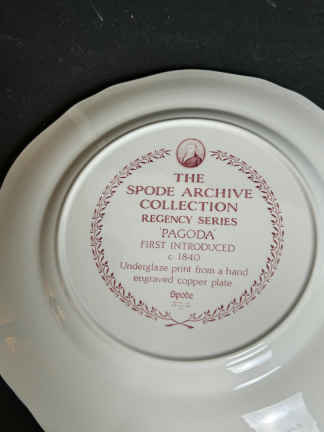 THE
SPODE ARCHIVE
COLLECTION
REGENCY SERIES
'PAGODA'
FIRST INTRODUCED
c 1840
Underglaze print from a hand
engraved copper plate
Spode